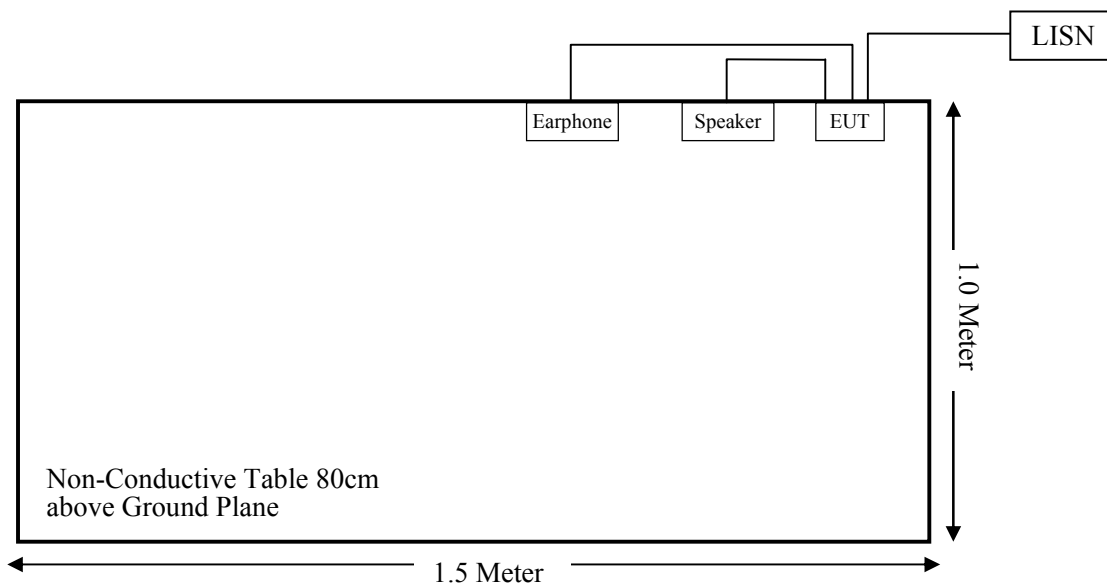 LISN
Earphone
Speaker
EUT
1.0 Meter
Non-Conductive Table 80cm
above Ground Plane
1.5 Meter